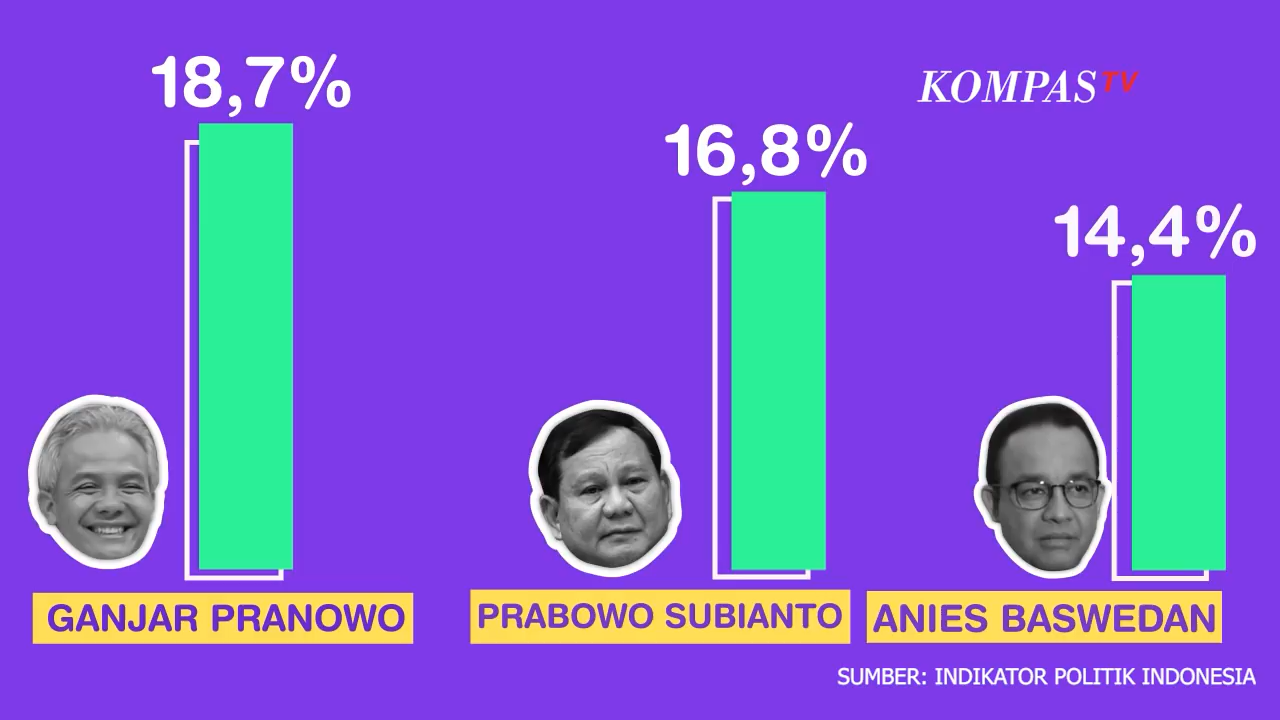 18,7%
KOMPAS TV
16,8%
14,4%
GANJAR PRANOWO
PRABOWO SUBIANTO
ANIES BASWEDAN
SUMBER: INDIKATOR POLITIK INDONESIA